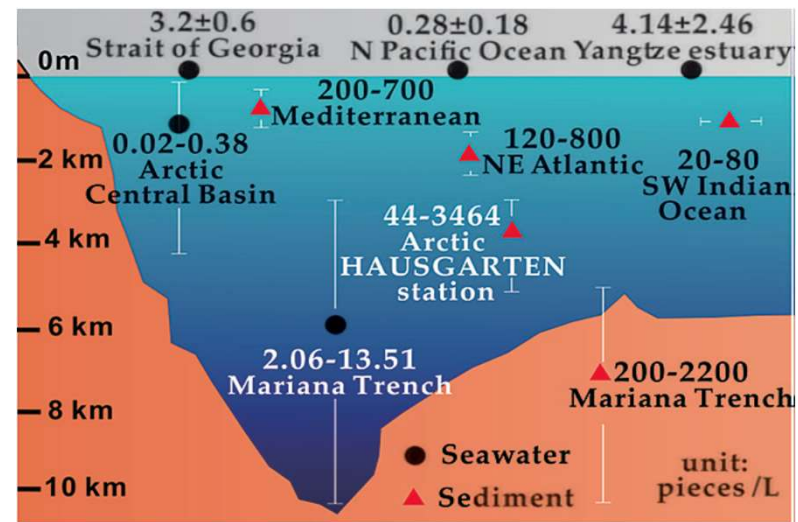 3.2±0.6
Strait of Georgia
0.28±0.18
N Pacific Ocean
4.14±2.46
Yangtze estuary
0m
200-700
Mediterranean
0.02-0.38
Arctic
Central Basin
120-800
NE Atlantic
20-80
SW Indian
Ocean
2 km
44-3464
Arctic
HAUSGARTEN
station
4 km
6 km
2.06-13.51
Mariana Trench
200-2200
Mariana Trench
8 km
Seawater
Sediment
unit:
pieces /L
10 km